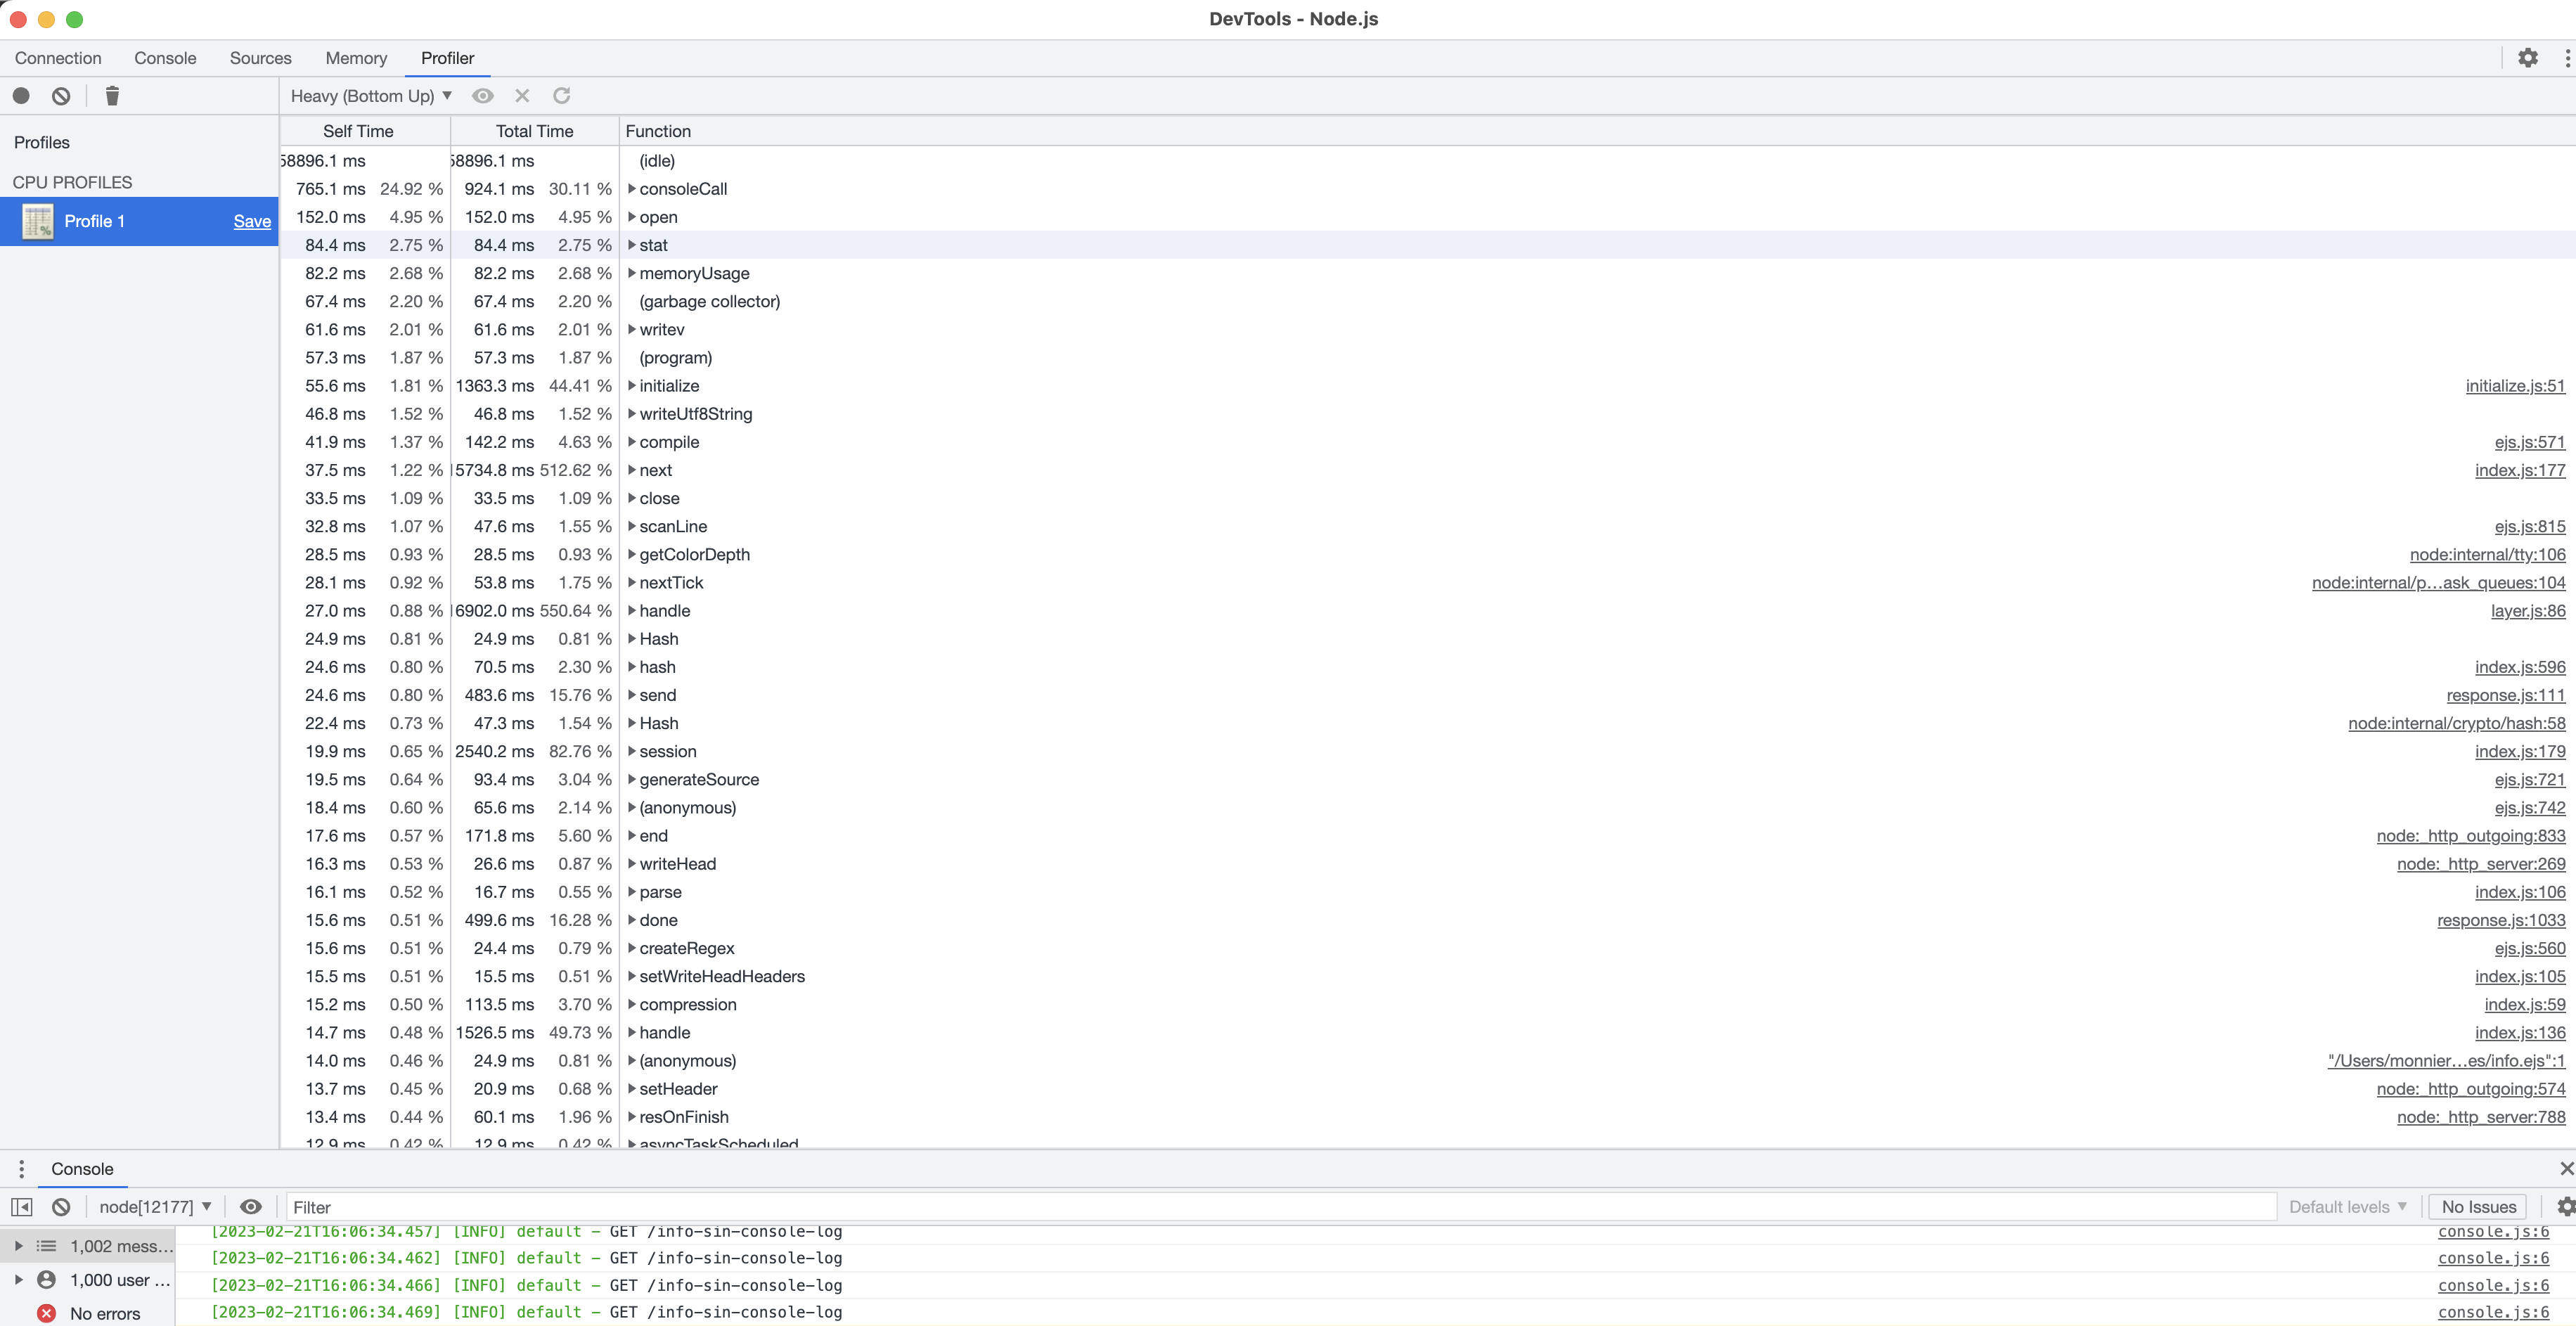 DevTools - Node.js
Connection Console Sources Memory Profiler
Heavy (Bottom Up) ▼
Profiles
CPU PROFILES
Profile 1 Save
Self Time Total Time Function
58896.1 ms 58896.1 ms (idle)
765.1 ms 24.92 % 924.1 ms 30.11 % consoleCall
152.0 ms 4.95 % 152.0 ms 4.95 % open
84.4 ms 2.75 % 84.4 ms 2.75 % stat
82.2 ms 2.68 % 82.2 ms 2.68 % memoryUsage
67.4 ms 2.20 % 67.4 ms 2.20 % (garbage collector)
61.6 ms 2.01 % 61.6 ms 2.01 % writev
57.3 ms 1.87 % 57.3 ms 1.87 % (program)
55.6 ms 1.81 % 1363.3 ms 44.41 % initialize initialize.js:51
46.8 ms 1.52 % 46.8 ms 1.52 % writeUtf8String
41.9 ms 1.37 % 142.2 ms 4.63 % compile ejs.js:571
37.5 ms 1.22 % 15734.8 ms 512.62 % next index.js:177
33.5 ms 1.09 % 33.5 ms 1.09 % close
32.8 ms 1.07 % 47.6 ms 1.55 % scanLine ejs.js:815
28.5 ms 0.93 % 28.5 ms 0.93 % getColorDepth node:internal/tty:106
28.1 ms 0.92 % 53.8 ms 1.75 % nextTick node:internal/p…ask_queues:104
27.0 ms 0.88 % 16902.0 ms 550.64 % handle layer.js:86
24.9 ms 0.81 % 24.9 ms 0.81 % Hash
24.6 ms 0.80 % 70.5 ms 2.30 % hash index.js:596
24.6 ms 0.80 % 483.6 ms 15.76 % send response.js:111
22.4 ms 0.73 % 47.3 ms 1.54 % Hash node:internal/crypto/hash:58
19.9 ms 0.65 % 2540.2 ms 82.76 % session index.js:179
19.5 ms 0.64 % 93.4 ms 3.04 % generateSource ejs.js:721
18.4 ms 0.60 % 65.6 ms 2.14 % (anonymous) ejs.js:742
17.6 ms 0.57 % 171.8 ms 5.60 % end node:_http_outgoing:833
16.3 ms 0.53 % 26.6 ms 0.87 % writeHead node:_http_server:269
16.1 ms 0.52 % 16.7 ms 0.55 % parse index.js:106
15.6 ms 0.51 % 499.6 ms 16.28 % done response.js:1033
15.6 ms 0.51 % 24.4 ms 0.79 % createRegex ejs.js:560
15.5 ms 0.51 % 15.5 ms 0.51 % setWriteHeadHeaders index.js:105
15.2 ms 0.50 % 113.5 ms 3.70 % compression index.js:59
14.7 ms 0.48 % 1526.5 ms 49.73 % handle index.js:136
14.0 ms 0.46 % 24.9 ms 0.81 % (anonymous) "/Users/monnier…es/info.ejs":1
13.7 ms 0.45 % 20.9 ms 0.68 % setHeader node:_http_outgoing:574
13.4 ms 0.44 % 60.1 ms 1.96 % resOnFinish node:_http_server:788
12.9 ms 0.42 % 12.9 ms 0.42 % asyncTaskScheduled
Console
node[12177] ▼ Filter Default levels ▼ No Issues
1,002 mess…
1,000 user …
No errors
[2023-02-21T16:06:34.457] [INFO] default - GET /info-sin-console-log console.js:6
[2023-02-21T16:06:34.462] [INFO] default - GET /info-sin-console-log console.js:6
[2023-02-21T16:06:34.466] [INFO] default - GET /info-sin-console-log console.js:6
[2023-02-21T16:06:34.469] [INFO] default - GET /info-sin-console-log console.js:6